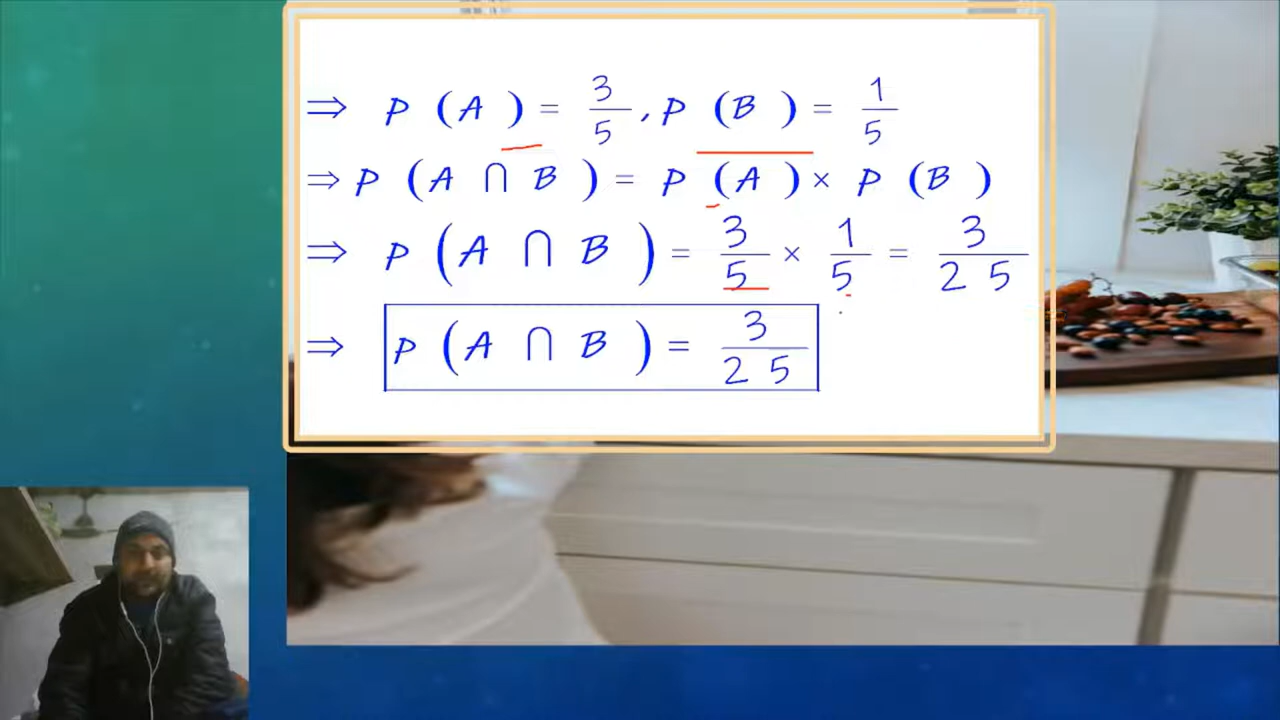 ⇒ P (A) = 3/5, P (B) = 1/5
⇒ P (A ∩ B) = P (A) × P (B)
⇒ P (A ∩ B) = 3/5 × 1/5 = 3/25
⇒ P (A ∩ B) = 3/25